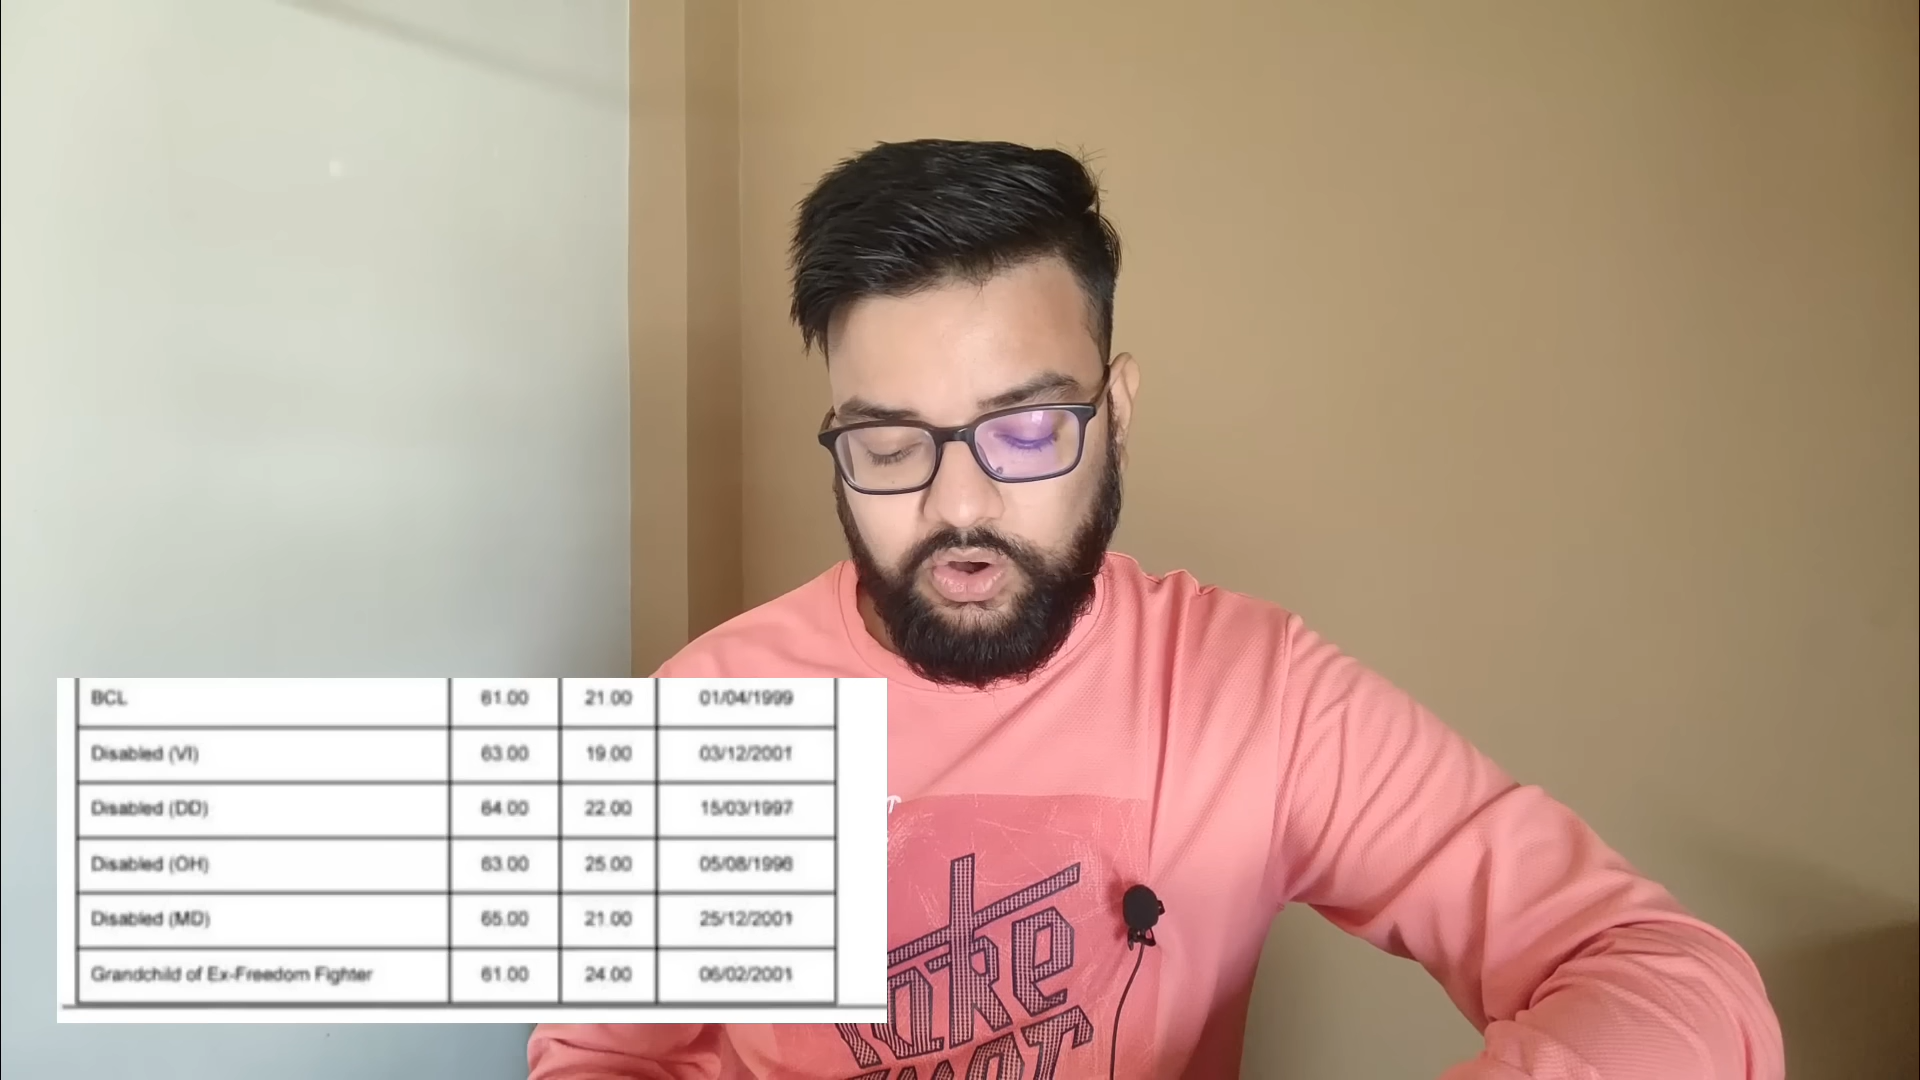 BCL 61.00 21.00 01/04/1999
Disabled (VI) 63.00 19.00 03/12/2001
Disabled (DD) 64.00 22.00 15/03/1997
Disabled (OH) 63.00 25.00 05/08/1996
Disabled (MD) 65.00 21.00 25/12/2001
Grandchild of Ex-Freedom Fighter 61.00 24.00 06/02/2001